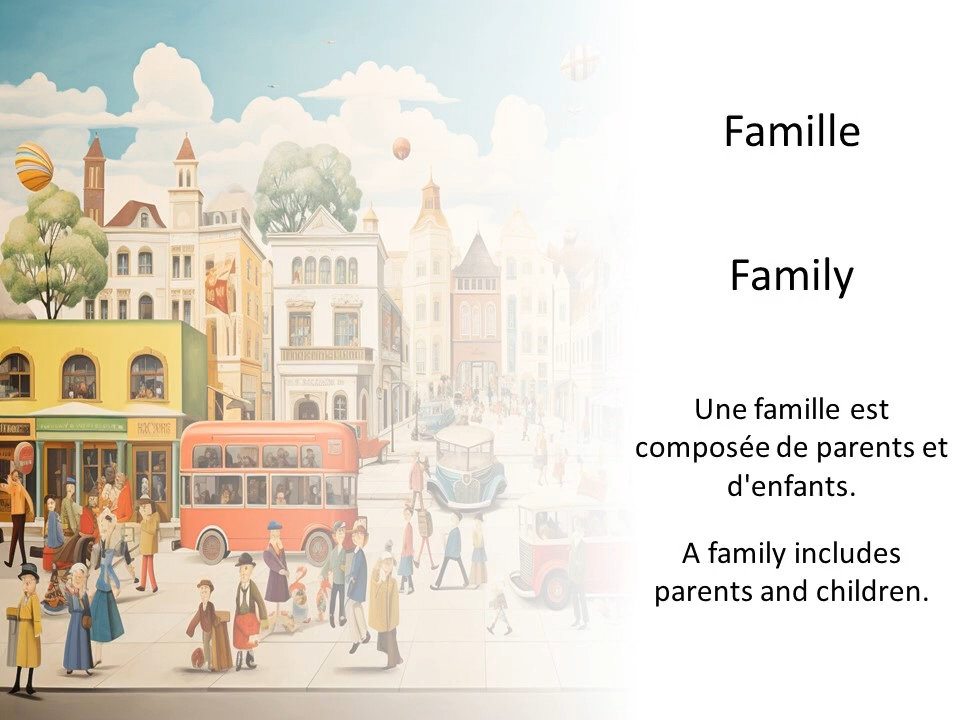 Famille
Family
Une famille est
composée de parents et
d'enfants.
A family includes
parents and children.